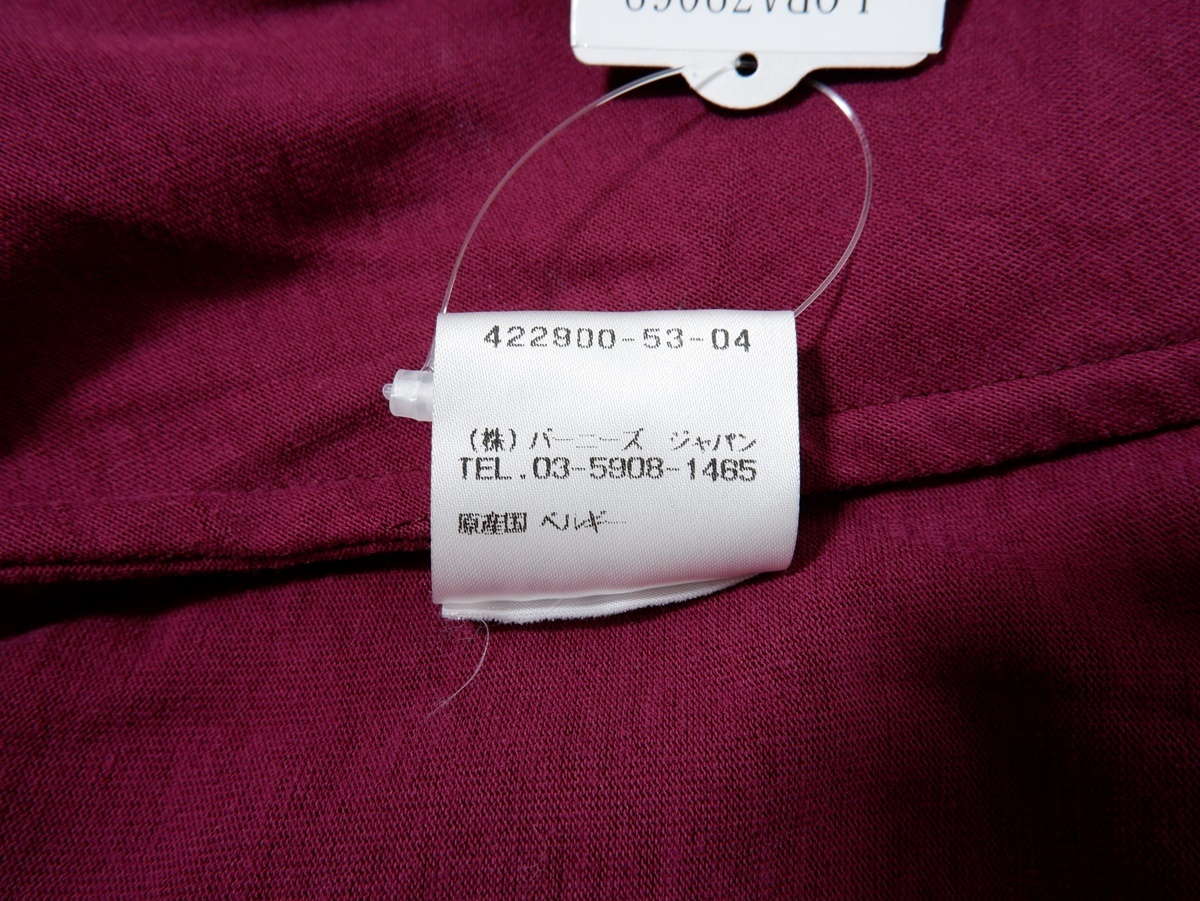 422900-53-04
(株)バーニーズ ジャパン
TEL.03-5908-1465
原産国 ベルギー